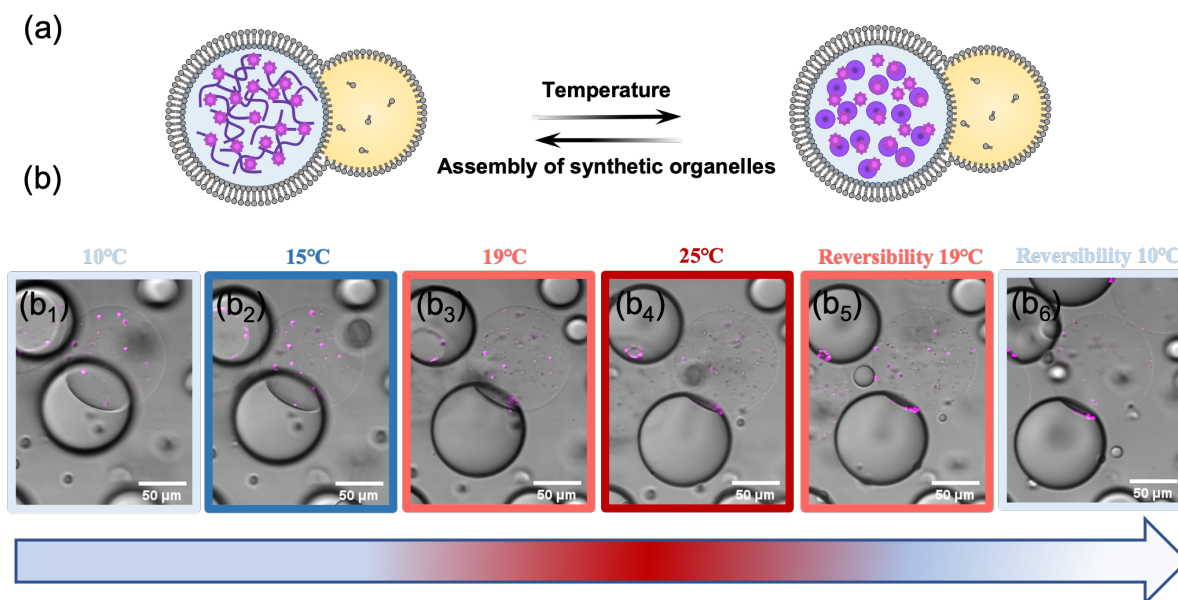 (a)
Temperature
Assembly of synthetic organelles
(b)
10°C
15°C
19°C
25°C
Reversibility 19°C
Reversibility 10°C
(b1)
(b2)
(b3)
(b4)
(b5)
(b6)
50 µm
50 µm
50 µm
50 µm
50 µm
50 µm